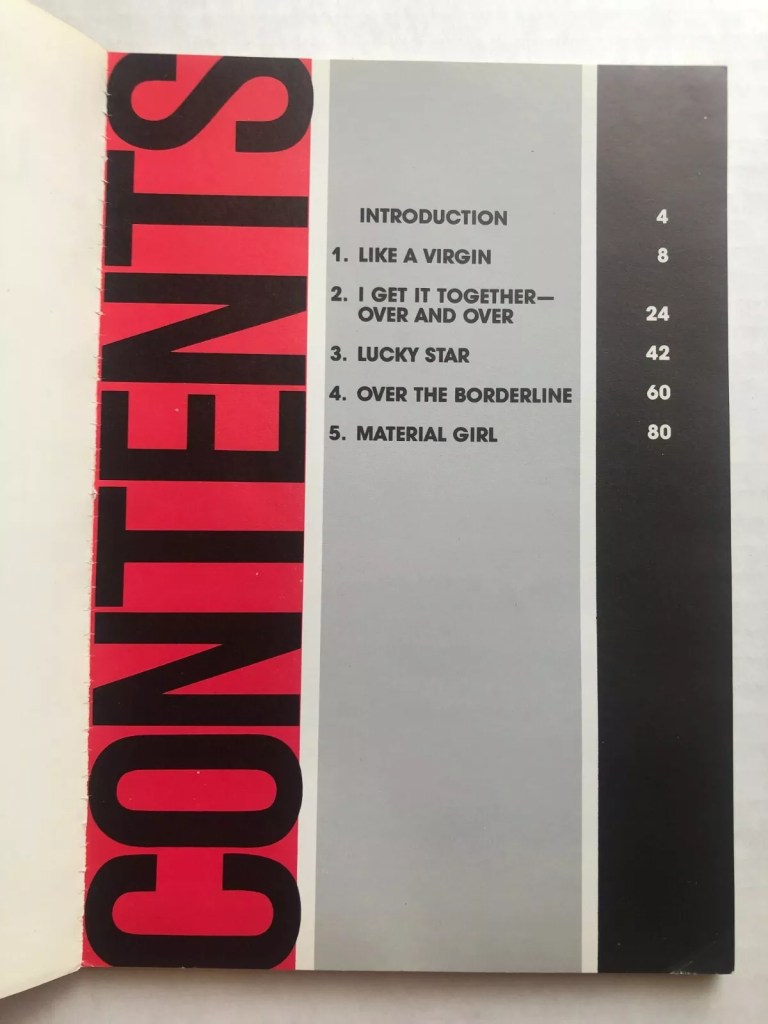 CONTENTS
INTRODUCTION 4
1. LIKE A VIRGIN 8
2. I GET IT TOGETHER—
OVER AND OVER 24
3. LUCKY STAR 42
4. OVER THE BORDERLINE 60
5. MATERIAL GIRL 80